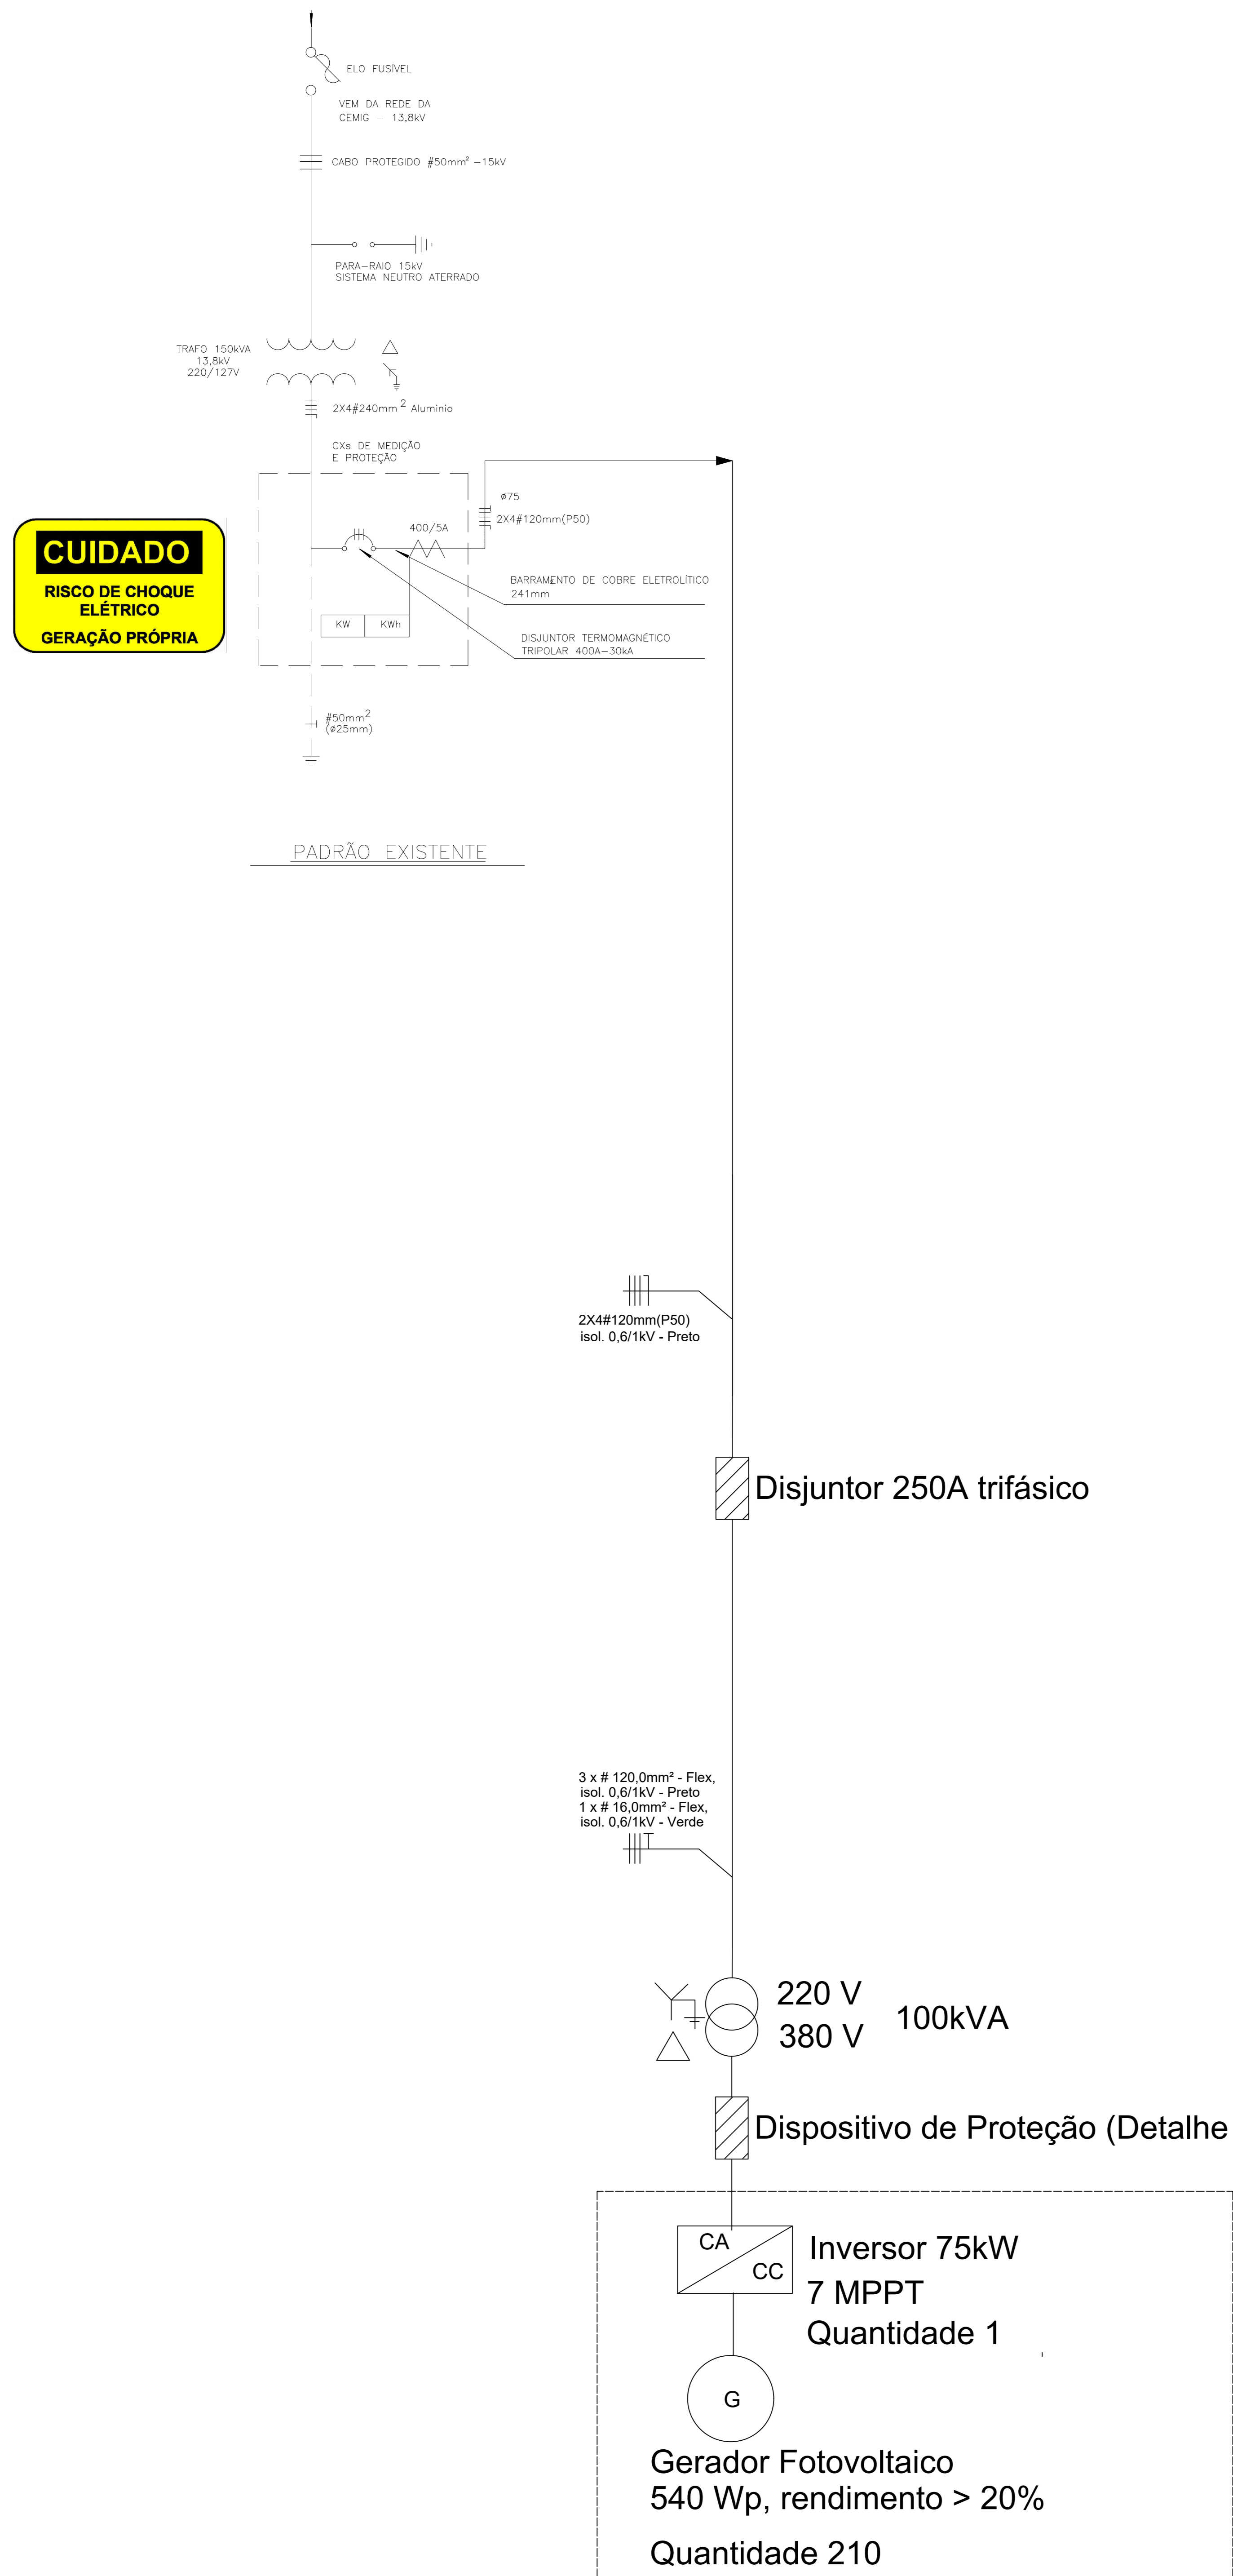 ELO FUSÍVEL
VEM DA REDE DA
CEMIG - 13,8kV
CABO PROTEGIDO #50mm² -15kV
PARA-RAIO 15kV
SISTEMA NEUTRO ATERRADO
TRAFO 150kVA
13,8kV
220/127V
2X4#240mm² Aluminio
CXs DE MEDIÇÃO
E PROTEÇÃO
ø75
2X4#120mm(P50)
400/5A
BARRAMENTO DE COBRE ELETROLÍTICO
241mm²
KW KWh
DISJUNTOR TERMOMAGNÉTICO
TRIPOLAR 400A-30kA
CUIDADO
RISCO DE CHOQUE
ELÉTRICO
GERAÇÃO PRÓPRIA
#50mm²
(ø25mm)
PADRÃO EXISTENTE
2X4#120mm(P50)
isol. 0,6/1kV - Preto
Disjuntor 250A trifásico
3 x # 120,0mm² - Flex,
isol. 0,6/1kV - Preto
1 x # 16,0mm² - Flex,
isol. 0,6/1kV - Verde
220 V
380 V
100kVA
Dispositivo de Proteção (Detalhe
CA
CC
Inversor 75kW
7 MPPT
Quantidade 1
G
Gerador Fotovoltaico
540 Wp, rendimento > 20%
Quantidade 210